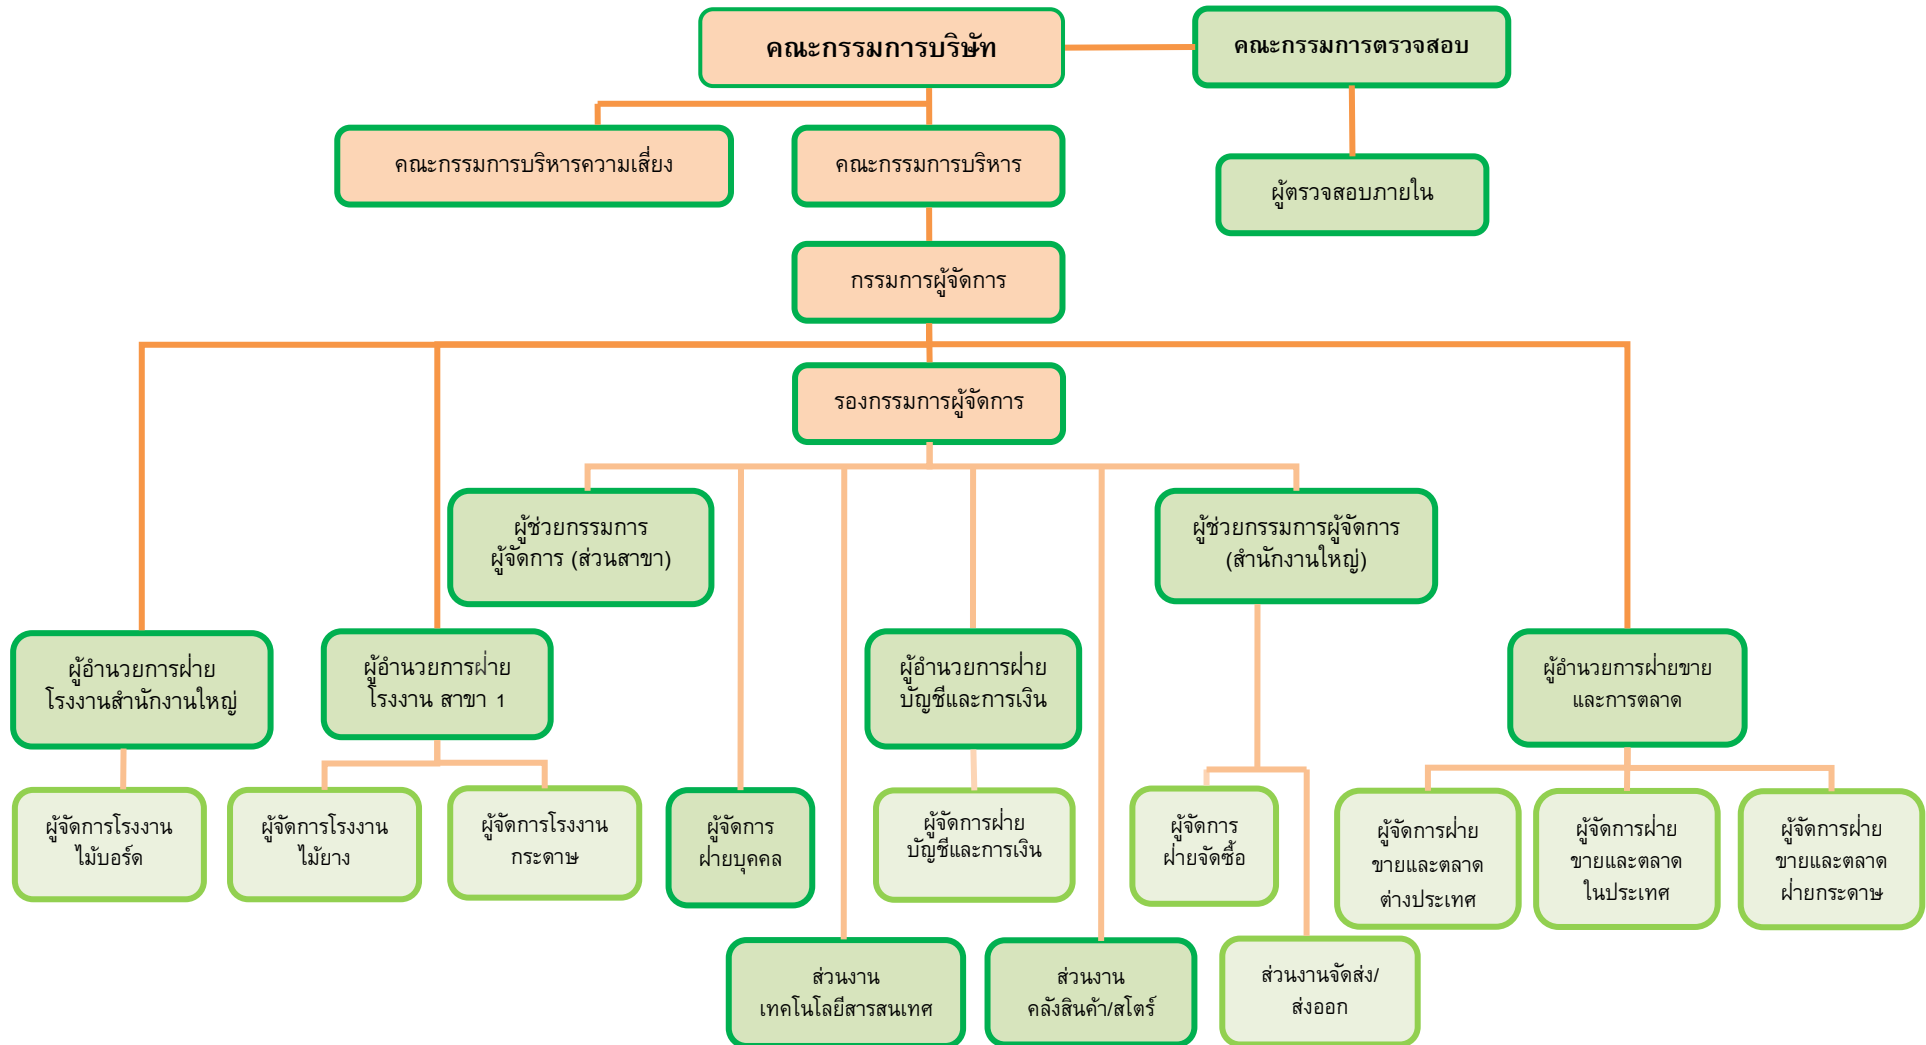 คณะกรรมการบริษัท
คณะกรรมการตรวจสอบ
คณะกรรมการบริหารความเสี่ยง
คณะกรรมการบริหาร
ผู้ตรวจสอบภายใน
กรรมการผู้จัดการ
รองกรรมการผู้จัดการ
ผู้ช่วยกรรมการ
ผู้จัดการ (ส่วนสาขา)
ผู้ช่วยกรรมการผู้จัดการ
(สำนักงานใหญ่)
ผู้อำนวยการฝ่าย
โรงงานสำนักงานใหญ่
ผู้อำนวยการฝ่าย
โรงงาน สาขา 1
ผู้อำนวยการฝ่าย
บัญชีและการเงิน
ผู้อำนวยการฝ่ายขาย
และการตลาด
ผู้จัดการโรงงาน
ไม้บอร์ด
ผู้จัดการโรงงาน
ไม้ยาง
ผู้จัดการโรงงาน
กระดาษ
ผู้จัดการ
ฝ่ายบุคคล
ผู้จัดการฝ่าย
บัญชีและการเงิน
ผู้จัดการ
ฝ่ายจัดซื้อ
ผู้จัดการฝ่าย
ขายและตลาด
ต่างประเทศ
ผู้จัดการฝ่าย
ขายและตลาด
ในประเทศ
ผู้จัดการฝ่าย
ขายและตลาด
ฝ่ายกระดาษ
ส่วนงาน
เทคโนโลยีสารสนเทศ
ส่วนงาน
คลังสินค้า/สโตร์
ส่วนงานจัดส่ง/
ส่งออก